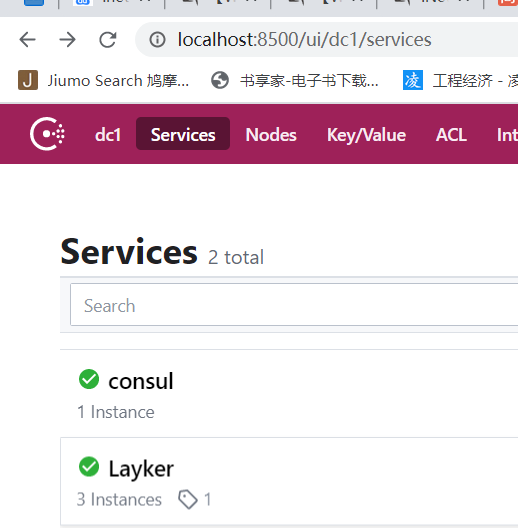 localhost:8500/ui/dc1/services
J Jiumo Search 鸠摩... 书享家-电子书下载... 凌 工程经济 - 凌
dc1 Services Nodes Key/Value ACL Int
Services 2 total
Search
consul
1 Instance
Layker
3 Instances 1